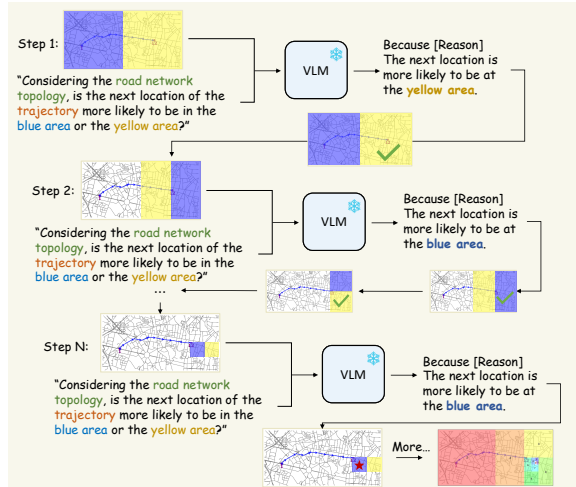 Step 1:
"Considering the road network
topology, is the next location of the
trajectory more likely to be in the
blue area or the yellow area?"
VLM
Because [Reason]
The next location is
more likely to be at
the yellow area.
Step 2:
"Considering the road network
topology, is the next location of the
trajectory more likely to be in the
blue area or the yellow area?"
VLM
Because [Reason]
The next location is
more likely to be at
the blue area.
...
Step N:
"Considering the road network
topology, is the next location of the
trajectory more likely to be in the
blue area or the yellow area?"
VLM
Because [Reason]
The next location is
more likely to be at
the blue area.
More...